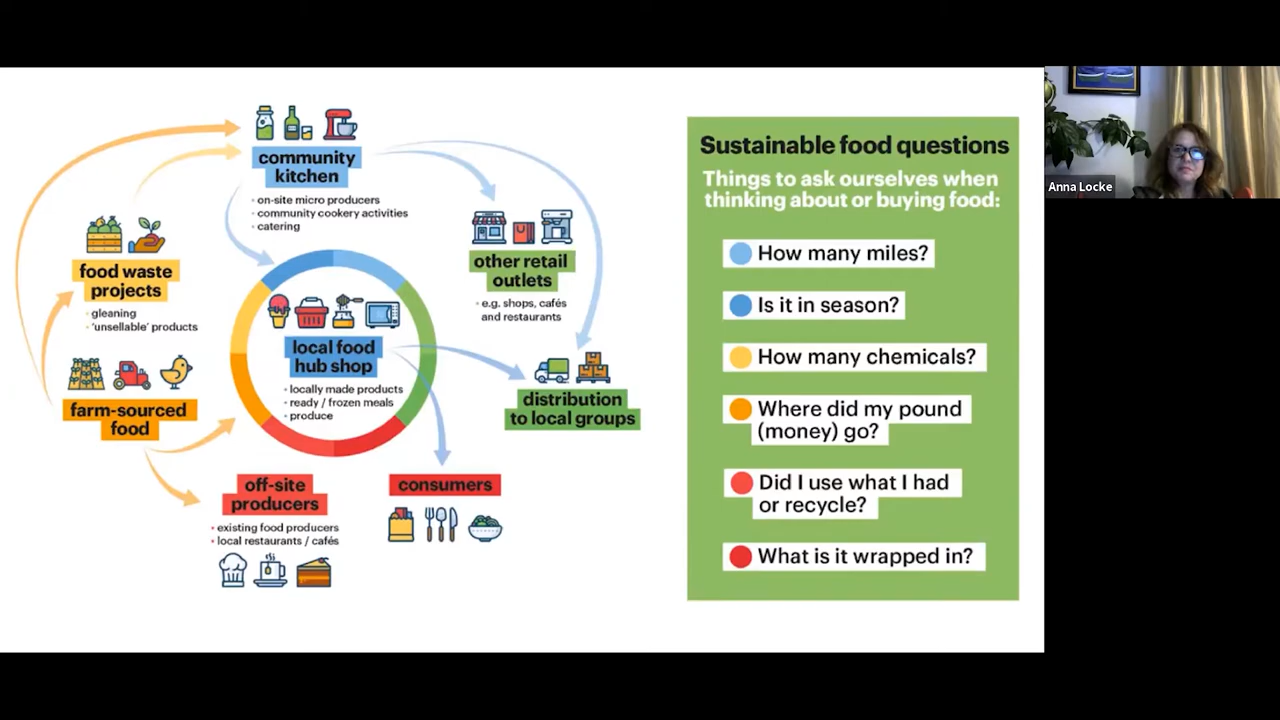 community
kitchen
• on-site micro producers
• community cookery activities
• catering
food waste
projects
• gleaning
• 'unsellable' products
other retail
outlets
• e.g. shops, cafés
and restaurants
local food
hub shop
• locally made products
• ready / frozen meals
• produce
farm-sourced
food
distribution
to local groups
off-site
producers
• existing food producers
• local restaurants / cafés
consumers
Sustainable food questions
Things to ask ourselves when
thinking about or buying food:
How many miles?
Is it in season?
How many chemicals?
Where did my pound
(money) go?
Did I use what I had
or recycle?
What is it wrapped in?
Anna Locke